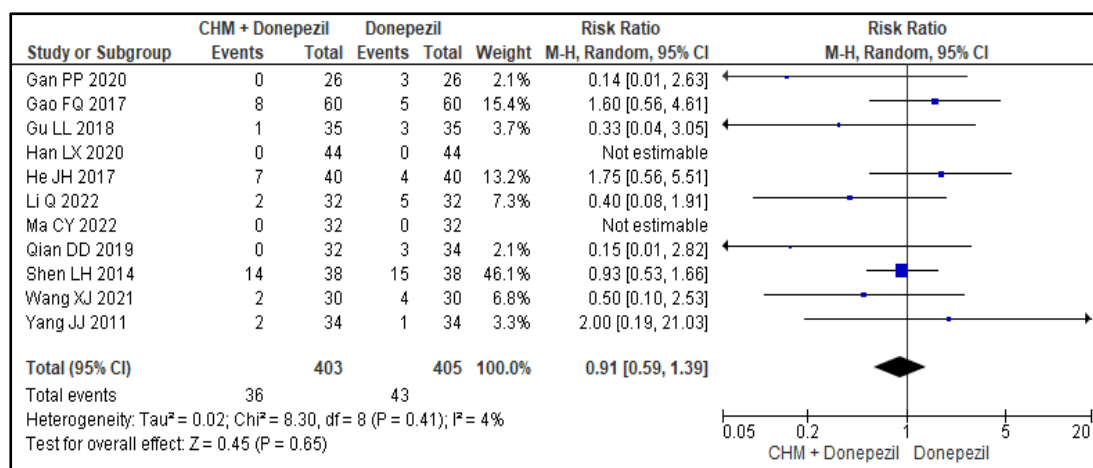 CHM + Donepezil Donepezil Risk Ratio Risk Ratio
Study or Subgroup Events Total Events Total Weight M-H, Random, 95% CI M-H, Random, 95% CI
Gan PP 2020 0 26 3 26 2.1% 0.14 [0.01, 2.63]
Gao FQ 2017 8 60 5 60 15.4% 1.60 [0.56, 4.61]
Gu LL 2018 1 35 3 35 3.7% 0.33 [0.04, 3.05]
Han LX 2020 0 44 0 44 Not estimable
He JH 2017 7 40 4 40 13.2% 1.75 [0.56, 5.51]
Li Q 2022 2 32 5 32 7.3% 0.40 [0.08, 1.91]
Ma CY 2022 0 32 0 32 Not estimable
Qian DD 2019 0 32 3 34 2.1% 0.15 [0.01, 2.82]
Shen LH 2014 14 38 15 38 46.1% 0.93 [0.53, 1.66]
Wang XJ 2021 2 30 4 30 6.8% 0.50 [0.10, 2.53]
Yang JJ 2011 2 34 1 34 3.3% 2.00 [0.19, 21.03]
Total (95% CI) 403 405 100.0% 0.91 [0.59, 1.39]
Total events 36 43
Heterogeneity: Tau² = 0.02; Chi² = 8.30, df = 8 (P = 0.41); I² = 4%
Test for overall effect: Z = 0.45 (P = 0.65)
0.05 0.2 1 5 20
CHM + Donepezil Donepezil